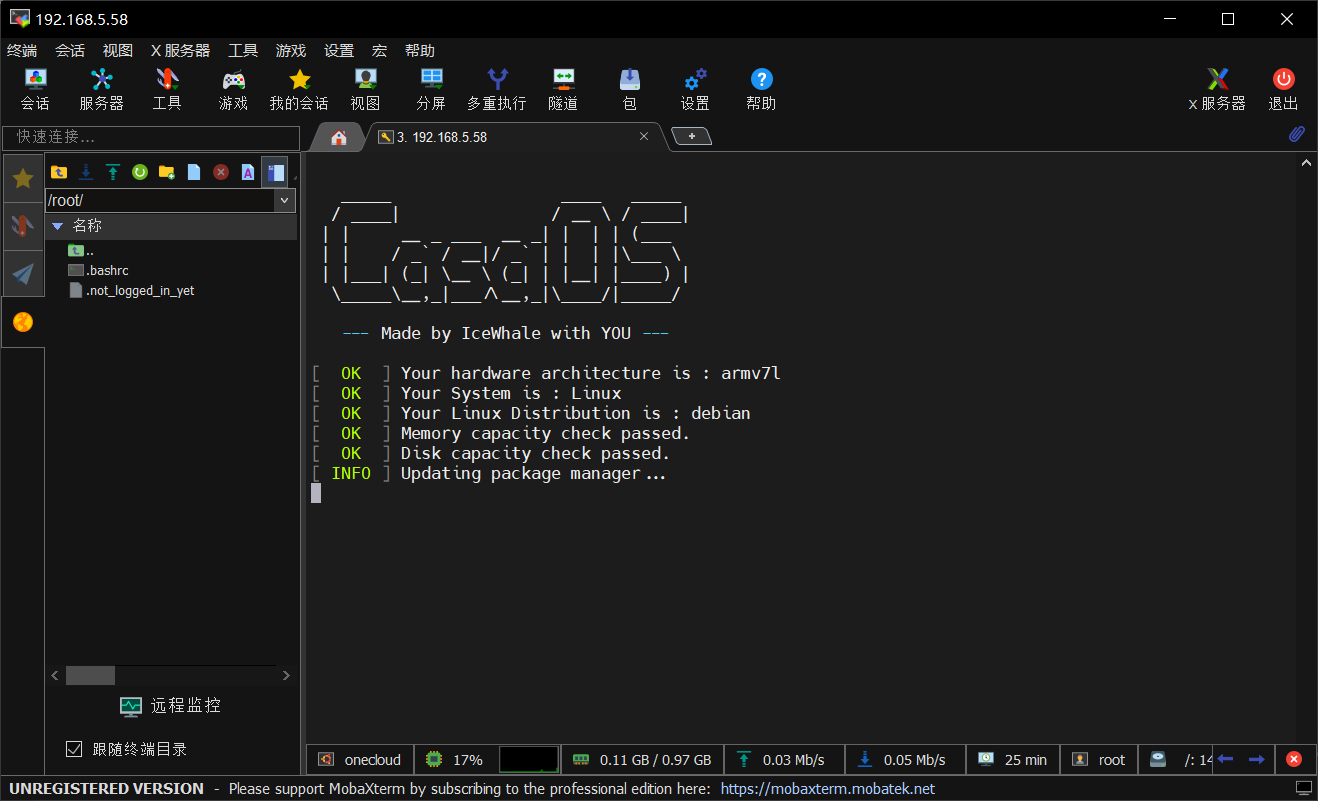 192.168.5.58
终端 会话 视图 X 服务器 工具 游戏 设置 宏 帮助
会话 服务器 工具 游戏 我的会话 视图 分屏 多重执行 隧道 包 设置 帮助 X 服务器 退出
快速连接...
3. 192.168.5.58
/root/
名称
..
.bashrc
.not_logged_in_yet
远程监控
跟随终端目录
CasaOS
--- Made by IceWhale with YOU ---
[ OK ] Your hardware architecture is : armv7l
[ OK ] Your System is : Linux
[ OK ] Your Linux Distribution is : debian
[ OK ] Memory capacity check passed.
[ OK ] Disk capacity check passed.
[ INFO ] Updating package manager...
onecloud 17% 0.11 GB / 0.97 GB 0.03 Mb/s 0.05 Mb/s 25 min root /: 14
UNREGISTERED VERSION - Please support MobaXterm by subscribing to the professional edition here: https://mobaxterm.mobatek.net